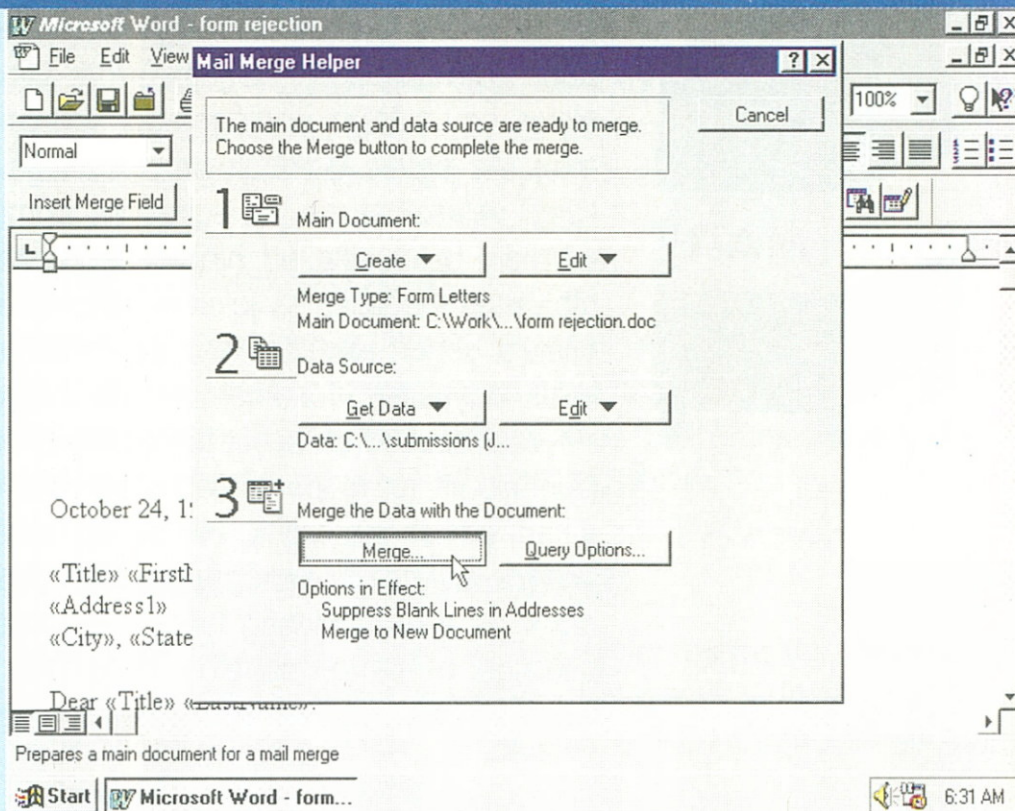 Microsoft Word - form rejection
File Edit View
Mail Merge Helper
Cancel
100%
The main document and data source are ready to merge.
Choose the Merge button to complete the merge.
Normal
Insert Merge Field
1 Main Document:
Create Edit
Merge Type: Form Letters
Main Document: C:\Work\...\form rejection.doc
2 Data Source:
Get Data Edit
Data: C:\...\submissions (J...
3 Merge the Data with the Document:
Merge... Query Options...
Options in Effect:
Suppress Blank Lines in Addresses
Merge to New Document
October 24, 1
«Title» «First
«Address1»
«City», «State
Dear «Title» «LastName»:
Prepares a main document for a mail merge
Start Microsoft Word - form... 6:31 AM